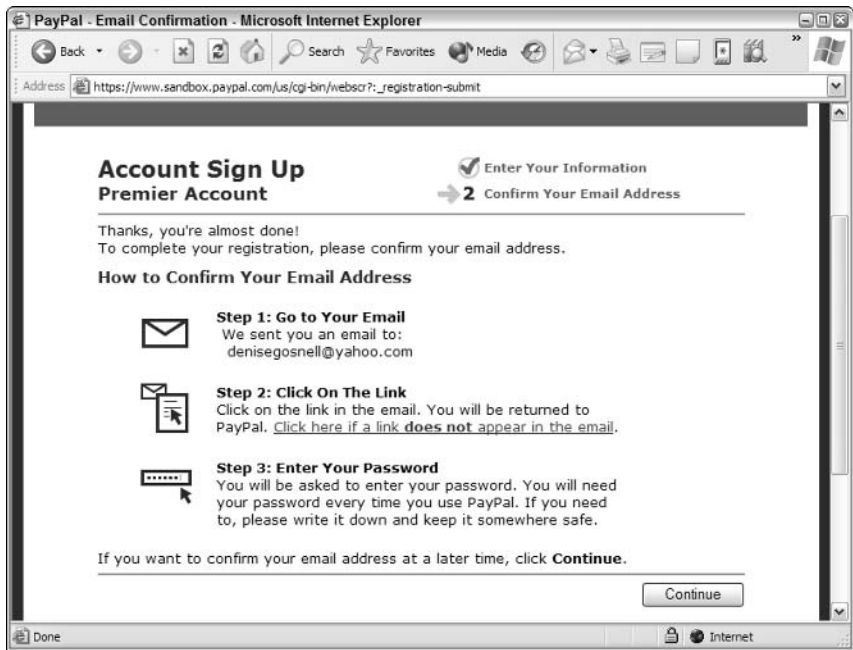 PayPal - Email Confirmation - Microsoft Internet Explorer
Back Search Favorites Media »
Address https://www.sandbox.paypal.com/us/cgi-bin/webscr?:_registration-submit
Account Sign Up
Premier Account
Enter Your Information
2 Confirm Your Email Address
Thanks, you're almost done!
To complete your registration, please confirm your email address.
How to Confirm Your Email Address
Step 1: Go to Your Email
We sent you an email to:
denisegosnell@yahoo.com
Step 2: Click On The Link
Click on the link in the email. You will be returned to
PayPal. Click here if a link does not appear in the email.
Step 3: Enter Your Password
You will be asked to enter your password. You will need
your password every time you use PayPal. If you need
to, please write it down and keep it somewhere safe.
If you want to confirm your email address at a later time, click Continue.
Continue
Done Internet